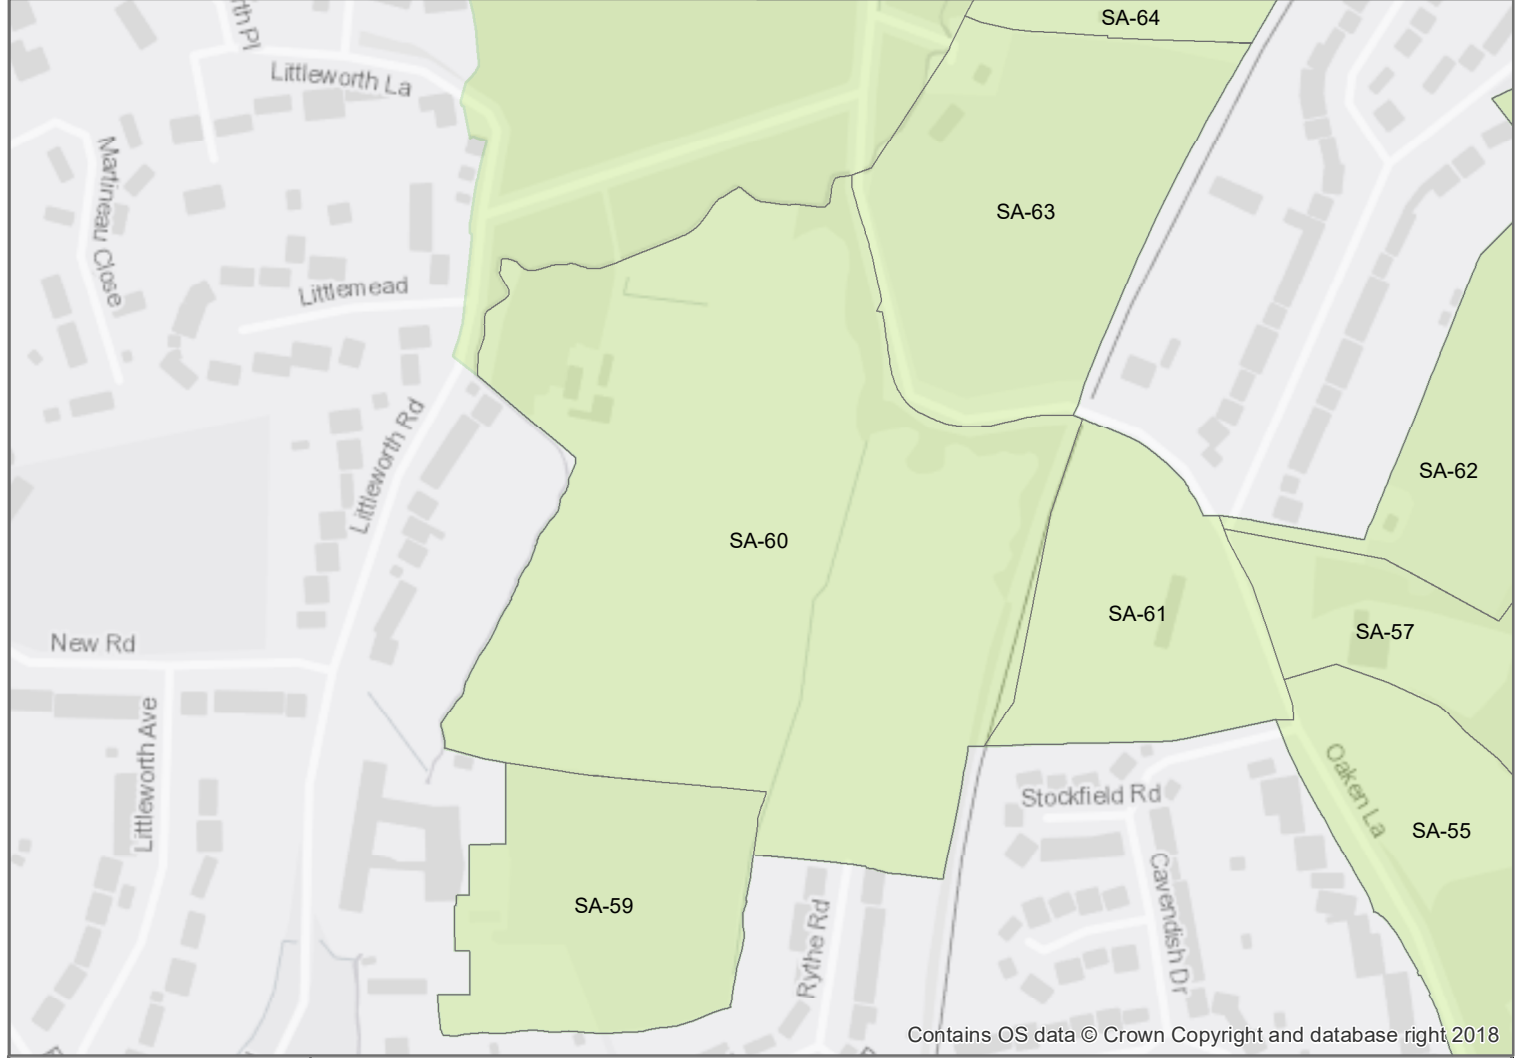 SA-64
rth Pl
Littleworth La
Martineau Close
SA-63
Littlemead
Littleworth Rd
SA-62
SA-60
SA-61
SA-57
New Rd
Littleworth Ave
Stockfield Rd
Oaken La
SA-55
Cavendish Dr
SA-59
Rythe Rd
Contains OS data © Crown Copyright and database right 2018